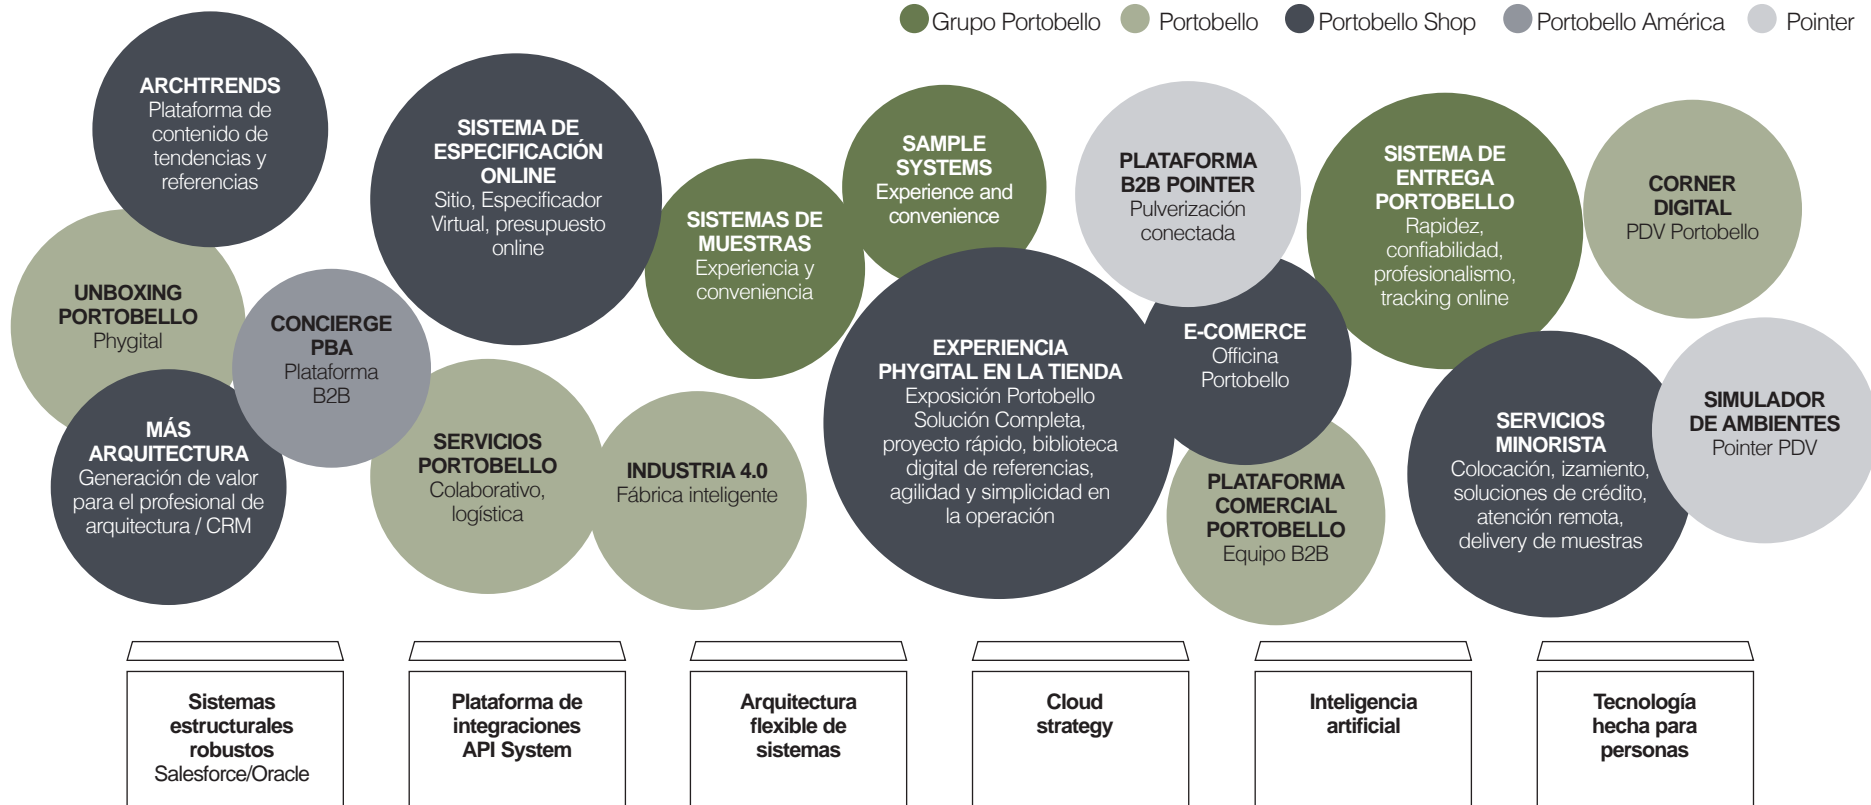 Grupo Portobello
Portobello
Portobello Shop
Portobello América
Pointer
ARCHTRENDS
Plataforma de
contenido de
tendencias y
referencias
UNBOXING
PORTOBELLO
Phygital
MÁS
ARQUITECTURA
Generación de valor
para el profesional de
arquitectura / CRM
CONCIERGE
PBA
Plataforma
B2B
SISTEMA DE
ESPECIFICACIÓN
ONLINE
Sitio, Especificador
Virtual, presupuesto
online
SERVICIOS
PORTOBELLO
Colaborativo,
logística
SISTEMAS DE
MUESTRAS
Experiencia y
conveniencia
INDUSTRIA 4.0
Fábrica inteligente
SAMPLE
SYSTEMS
Experience and
convenience
EXPERIENCIA
PHYGITAL EN LA TIENDA
Exposición Portobello
Solución Completa,
proyecto rápido, biblioteca
digital de referencias,
agilidad y simplicidad en
la operación
PLATAFORMA
B2B POINTER
Pulverización
conectada
E-COMERCE
Officina
Portobello
PLATAFORMA
COMERCIAL
PORTOBELLO
Equipo B2B
SISTEMA DE
ENTREGA
PORTOBELLO
Rapidez,
confiabilidad,
profesionalismo,
tracking online
SERVICIOS
MINORISTA
Colocación, izamiento,
soluciones de crédito,
atención remota,
delivery de muestras
CORNER
DIGITAL
PDV Portobello
SIMULADOR
DE AMBIENTES
Pointer PDV
Sistemas
estructurales
robustos
Salesforce/Oracle
Plataforma de
integraciones
API System
Arquitectura
flexible de
sistemas
Cloud
strategy
Inteligencia
artificial
Tecnología
hecha para
personas